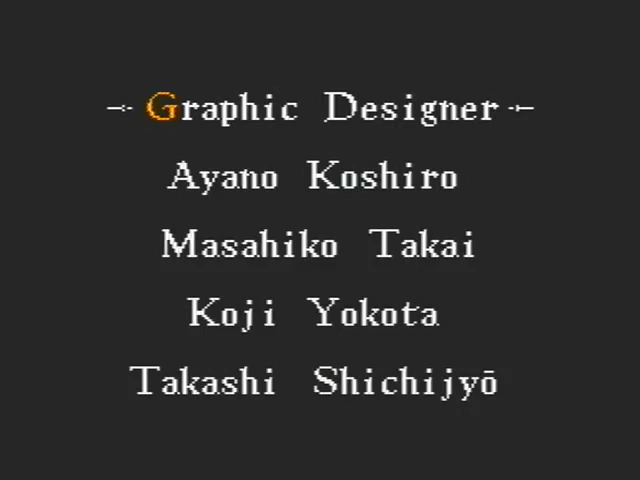 Graphic Designer
Ayano Koshiro
Masahiko Takai
Koji Yokota
Takashi Shichijyō